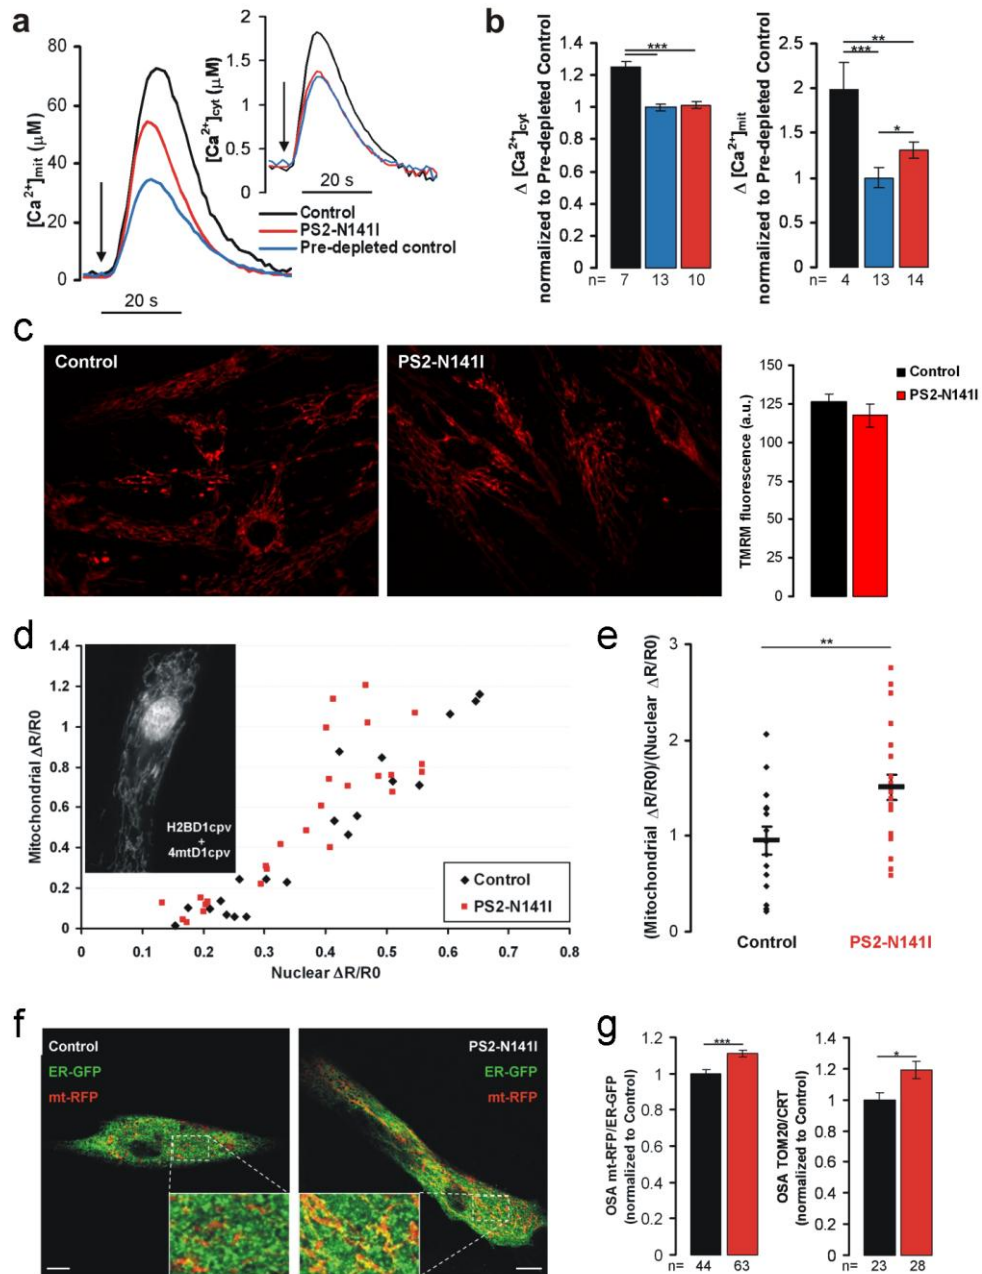 a
80
60
40
20
0
[Ca²⁺]mit (μM)
20 s
2
1.5
1
0.5
0
[Ca²⁺]cyt (μM)
20 s
Control
PS2-N141I
Pre-depleted control
b
1.4
1.2
1
0.8
0.6
0.4
0.2
0
Δ [Ca²⁺]cyt
normalized to Pre-depleted Control
***
n= 7 13 10
2.5
2
1.5
1
0.5
0
Δ [Ca²⁺]mit
normalized to Pre-depleted Control
**
***
*
n= 4 13 14
c
Control
PS2-N141I
150
125
100
75
50
25
0
TMRM fluorescence (a.u.)
Control
PS2-N141I
d
1.4
1.2
1
0.8
0.6
0.4
0.2
0
Mitochondrial ΔR/R0
H2BD1cpv
+
4mtD1cpv
Control
PS2-N141I
0 0.1 0.2 0.3 0.4 0.5 0.6 0.7 0.8
Nuclear ΔR/R0
e
3
2
1
0
(Mitochondrial ΔR/R0)/(Nuclear ΔR/R0)
**
Control PS2-N141I
f
Control
ER-GFP
mt-RFP
PS2-N141I
ER-GFP
mt-RFP
g
1.2
1
0.8
0.6
0.4
0.2
0
OSA mt-RFP/ER-GFP
(normalized to Control)
***
n= 44 63
1.4
1.2
1
0.8
0.6
0.4
0.2
0
OSA TOM20/CRT
(normalized to Control)
*
n= 23 28